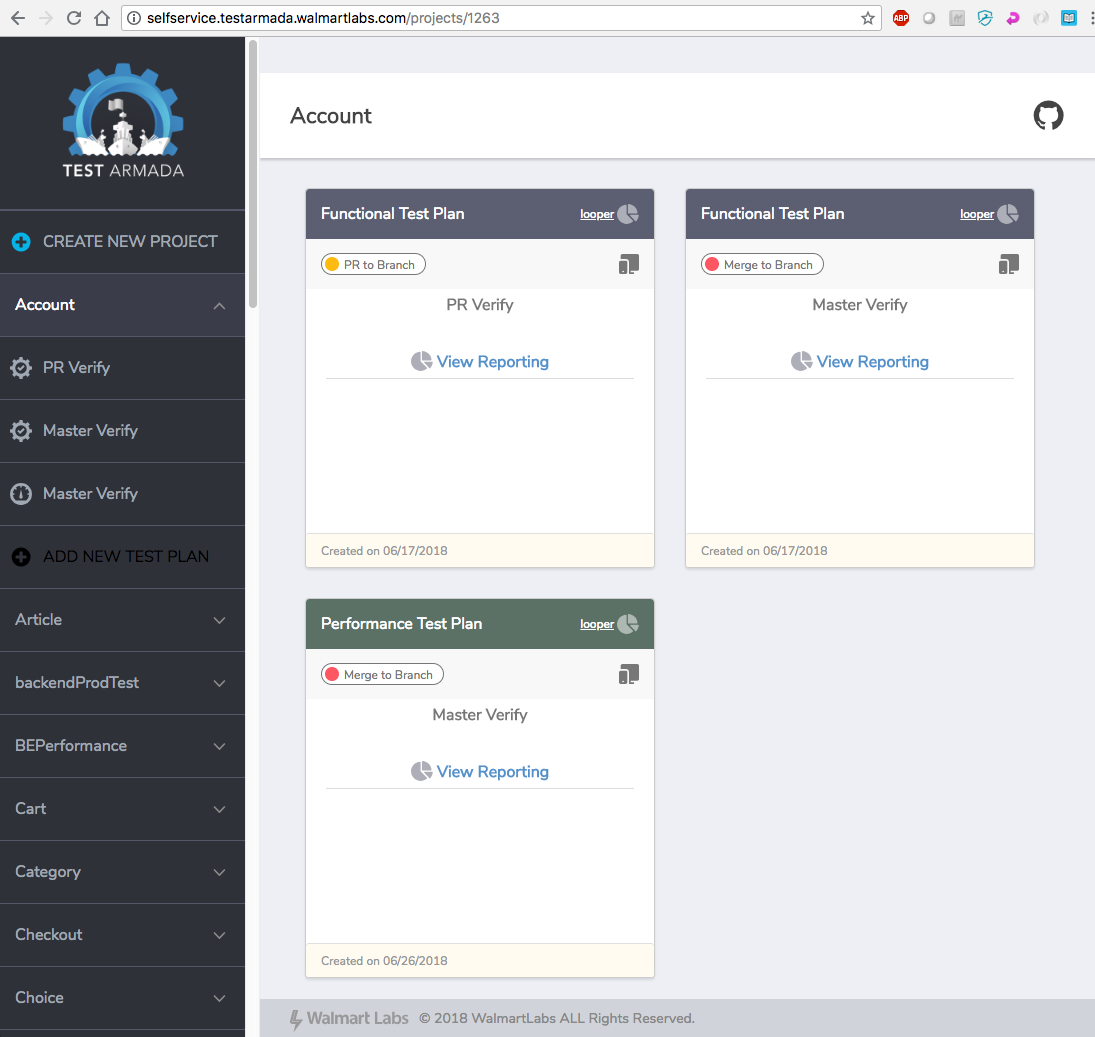 selfservice.testarmada.walmartlabs.com/projects/1263
ABP
TEST ARMADA
CREATE NEW PROJECT
Account
PR Verify
Master Verify
Master Verify
ADD NEW TEST PLAN
Article
backendProdTest
BEPerformance
Cart
Category
Checkout
Choice
Account
Functional Test Plan looper
PR to Branch
PR Verify
View Reporting
Created on 06/17/2018
Functional Test Plan looper
Merge to Branch
Master Verify
View Reporting
Created on 06/17/2018
Performance Test Plan looper
Merge to Branch
Master Verify
View Reporting
Created on 06/26/2018
Walmart Labs © 2018 WalmartLabs ALL Rights Reserved.